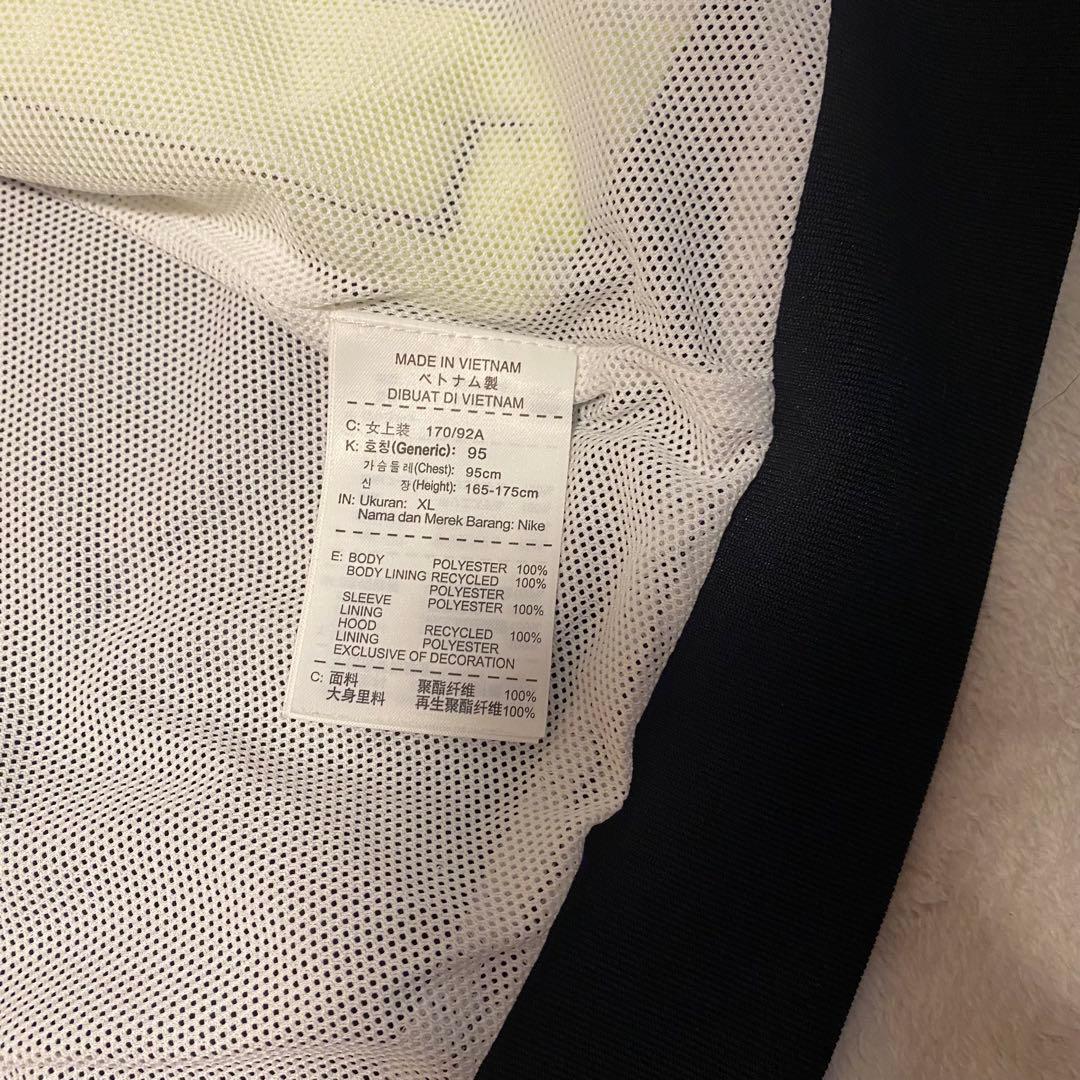 MADE IN VIETNAM
ベトナム製
DIBUAT DI VIETNAM
C: 女上装 170/92A
K: 호칭(Generic): 95
가슴둘레(Chest): 95cm
신 장(Height): 165-175cm
IN: Ukuran: XL
Nama dan Merek Barang: Nike
E: BODY POLYESTER 100%
BODY LINING RECYCLED 100%
POLYESTER
SLEEVE POLYESTER 100%
LINING
HOOD RECYCLED 100%
LINING POLYESTER
EXCLUSIVE OF DECORATION
C: 面料 聚酯纤维 100%
大身里料 再生聚酯纤维100%